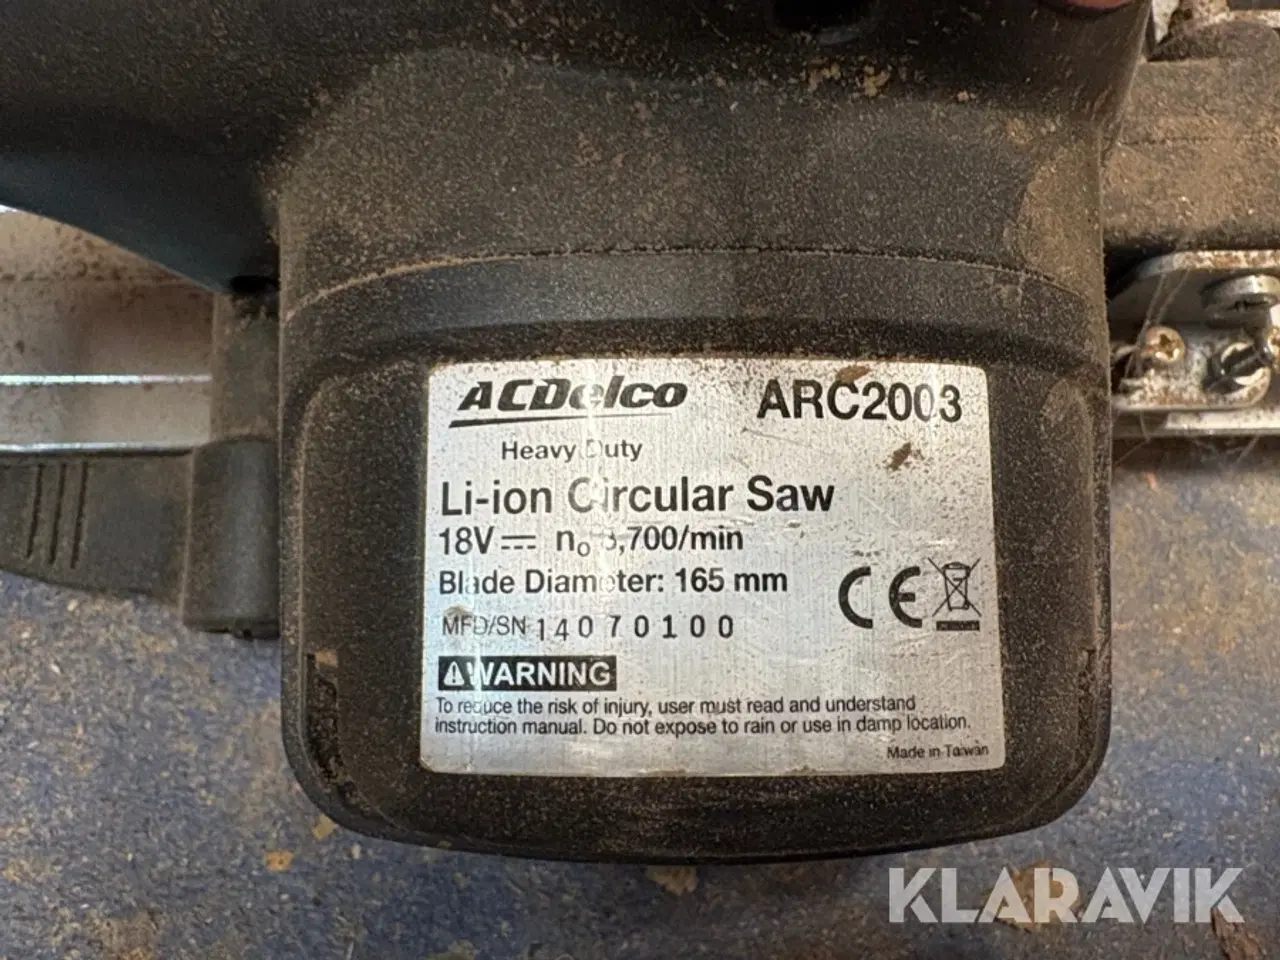 ACDelco ARC2003
Heavy Duty
Li-ion Circular Saw
18V⎓ no 3,700/min
Blade Diameter: 165 mm
MFD/SN 14070100
CE
⚠WARNING
To reduce the risk of injury, user must read and understand
instruction manual. Do not expose to rain or use in damp location.
Made in Taiwan
KLARAVIK